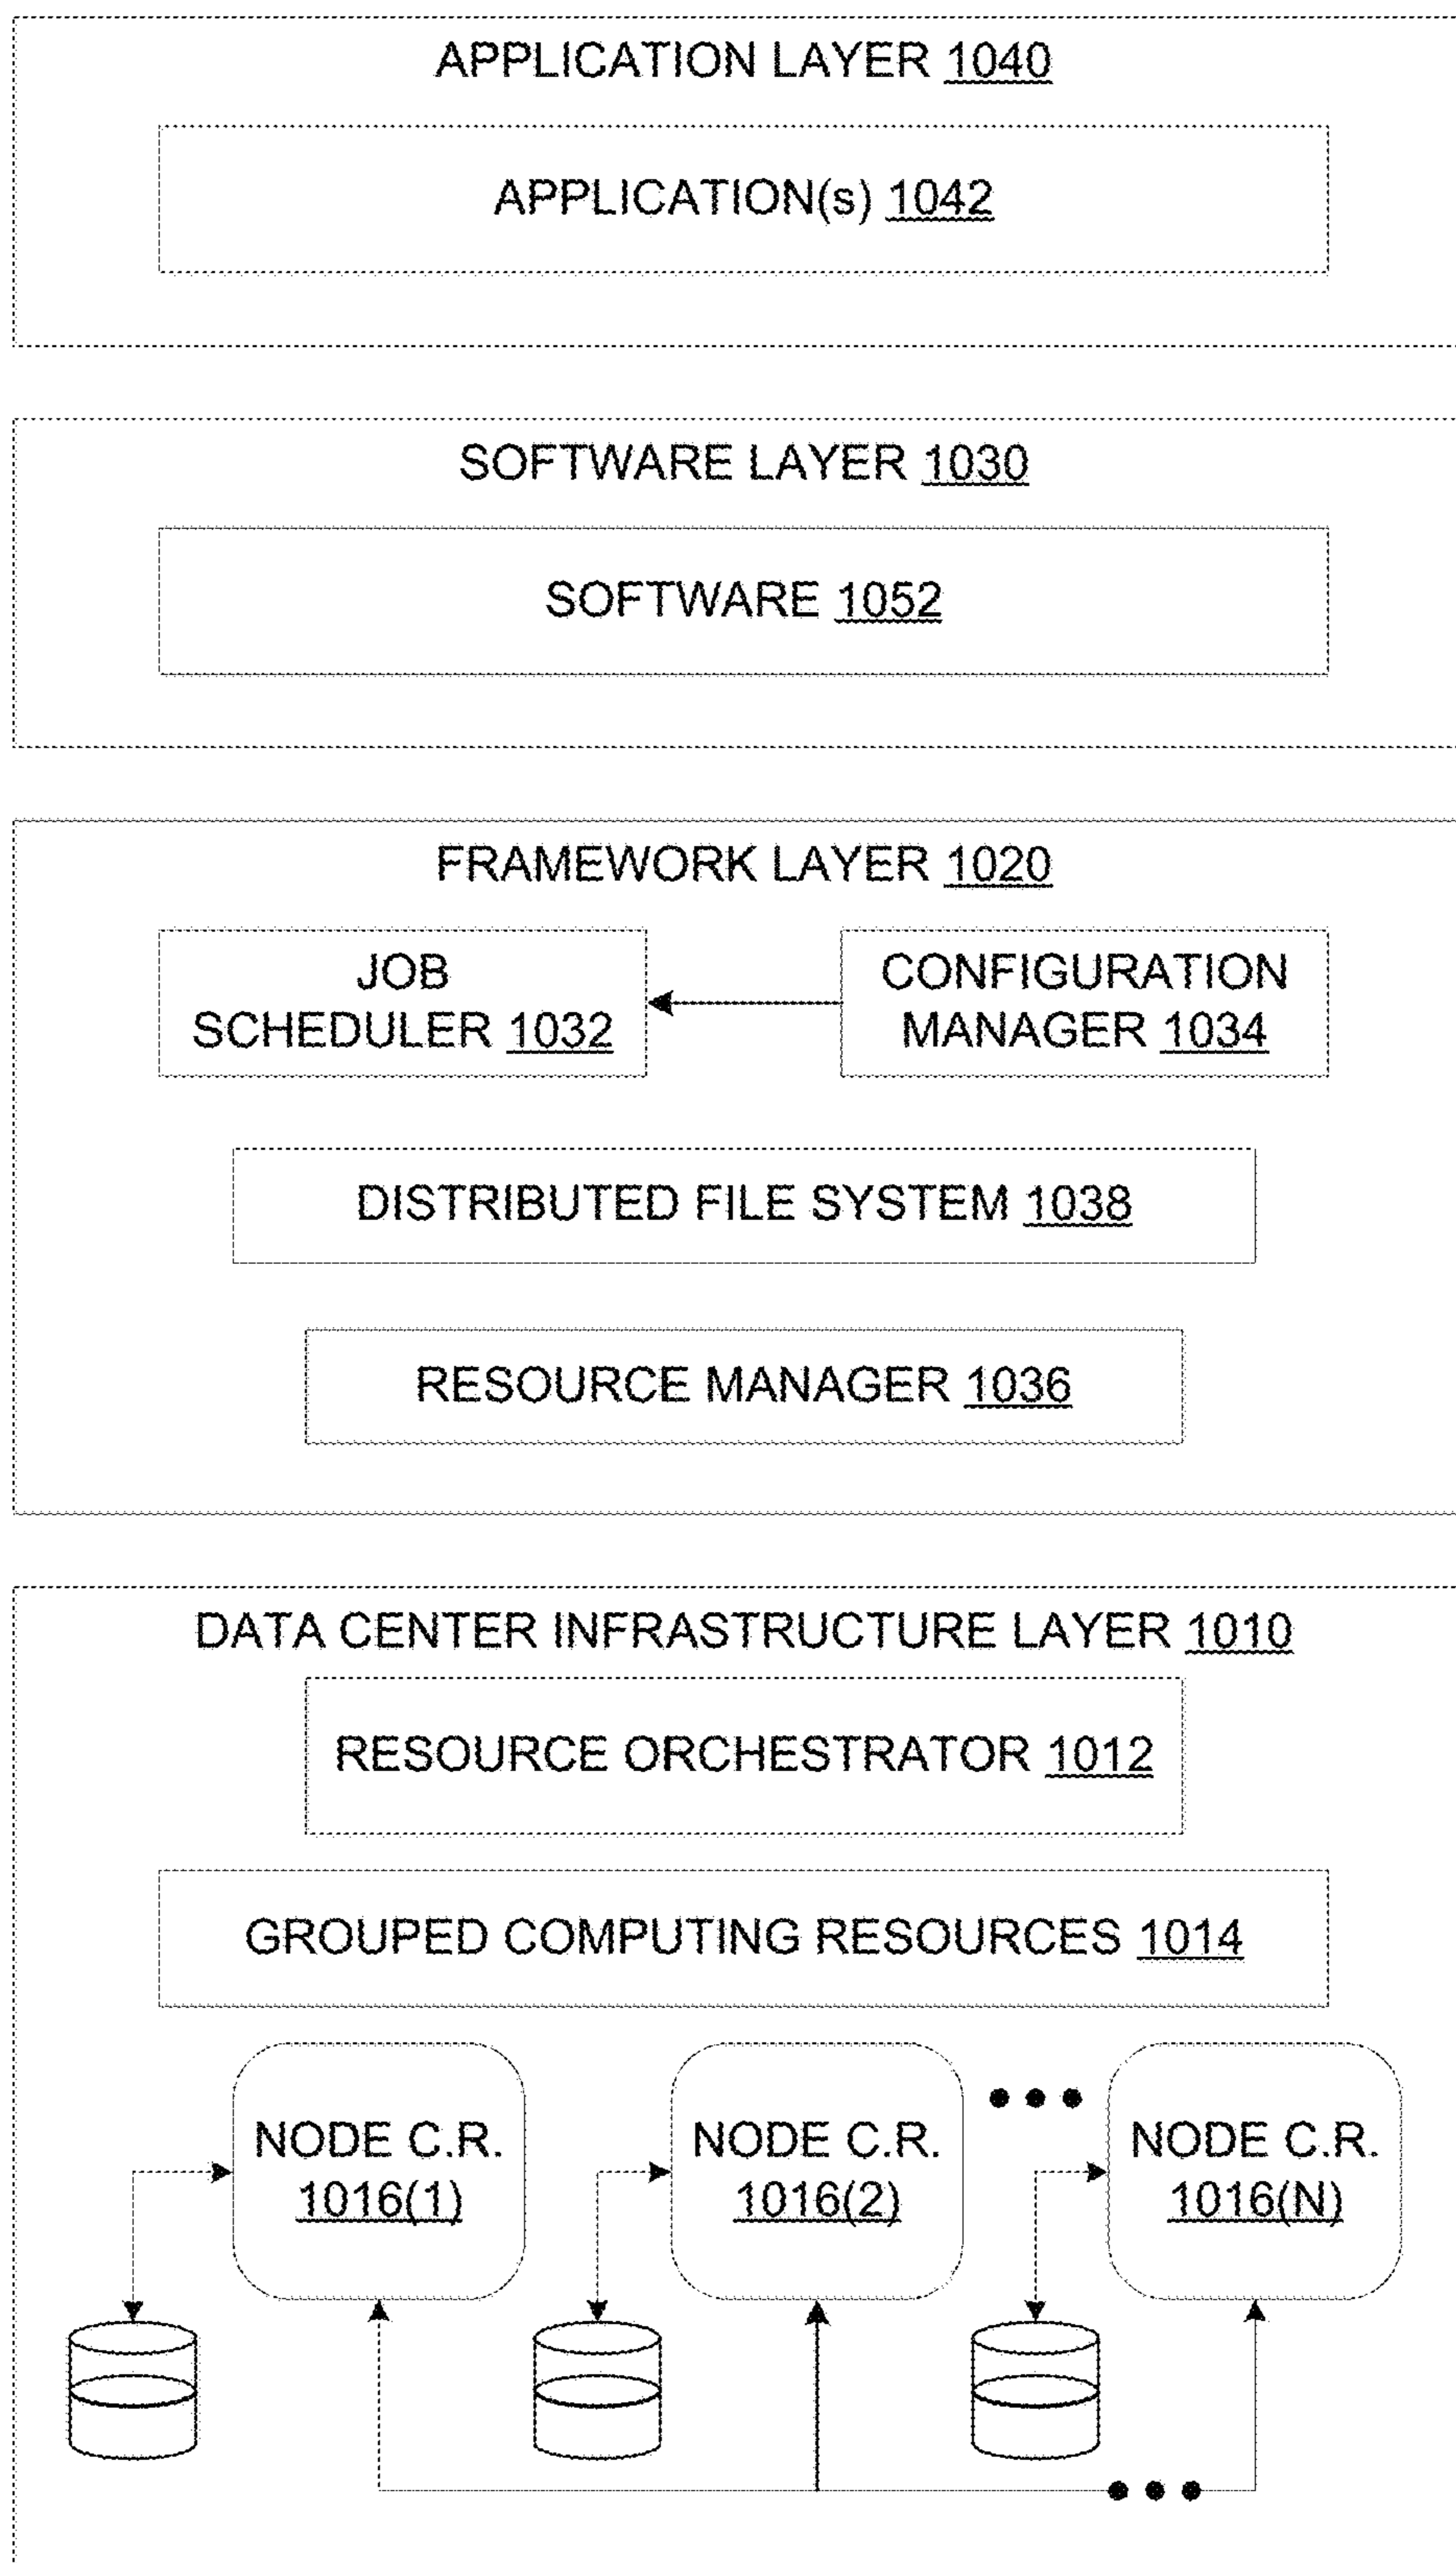 APPLICATION LAYER 1040
APPLICATION(s) 1042
SOFTWARE LAYER 1030
SOFTWARE 1052
FRAMEWORK LAYER 1020
JOB
SCHEDULER 1032
CONFIGURATION
MANAGER 1034
DISTRIBUTED FILE SYSTEM 1038
RESOURCE MANAGER 1036
DATA CENTER INFRASTRUCTURE LAYER 1010
RESOURCE ORCHESTRATOR 1012
GROUPED COMPUTING RESOURCES 1014
NODE C.R.
1016(1)
NODE C.R.
1016(2)
NODE C.R.
1016(N)